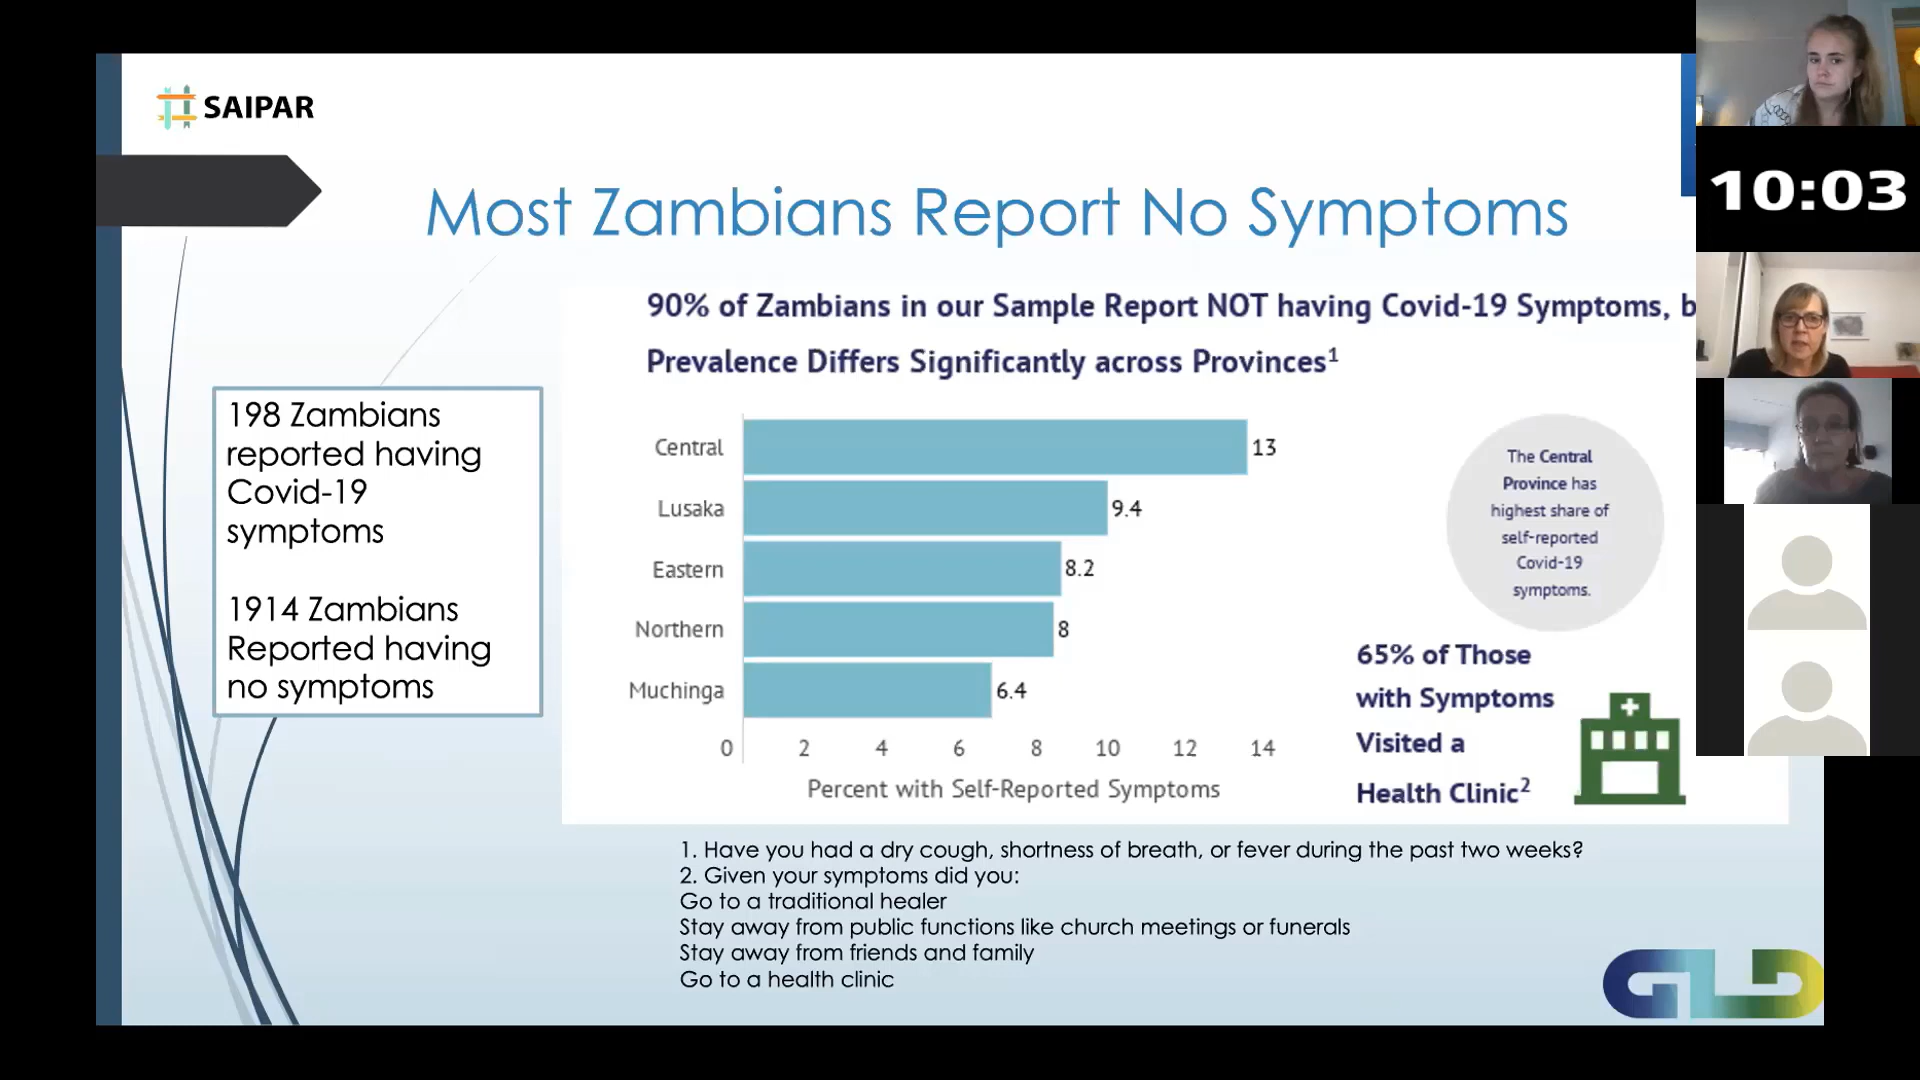 SAIPAR
10:03
Most Zambians Report No Symptoms
90% of Zambians in our Sample Report NOT having Covid-19 Symptoms, b
Prevalence Differs Significantly across Provinces1
198 Zambians
reported having
Covid-19
symptoms
1914 Zambians
Reported having
no symptoms
Central 13
Lusaka 9.4
Eastern 8.2
Northern 8
Muchinga 6.4
0 2 4 6 8 10 12 14
Percent with Self-Reported Symptoms
The Central
Province has
highest share of
self-reported
Covid-19
symptoms.
65% of Those
with Symptoms
Visited a
Health Clinic2
1. Have you had a dry cough, shortness of breath, or fever during the past two weeks?
2. Given your symptoms did you:
Go to a traditional healer
Stay away from public functions like church meetings or funerals
Stay away from friends and family
Go to a health clinic
GLD